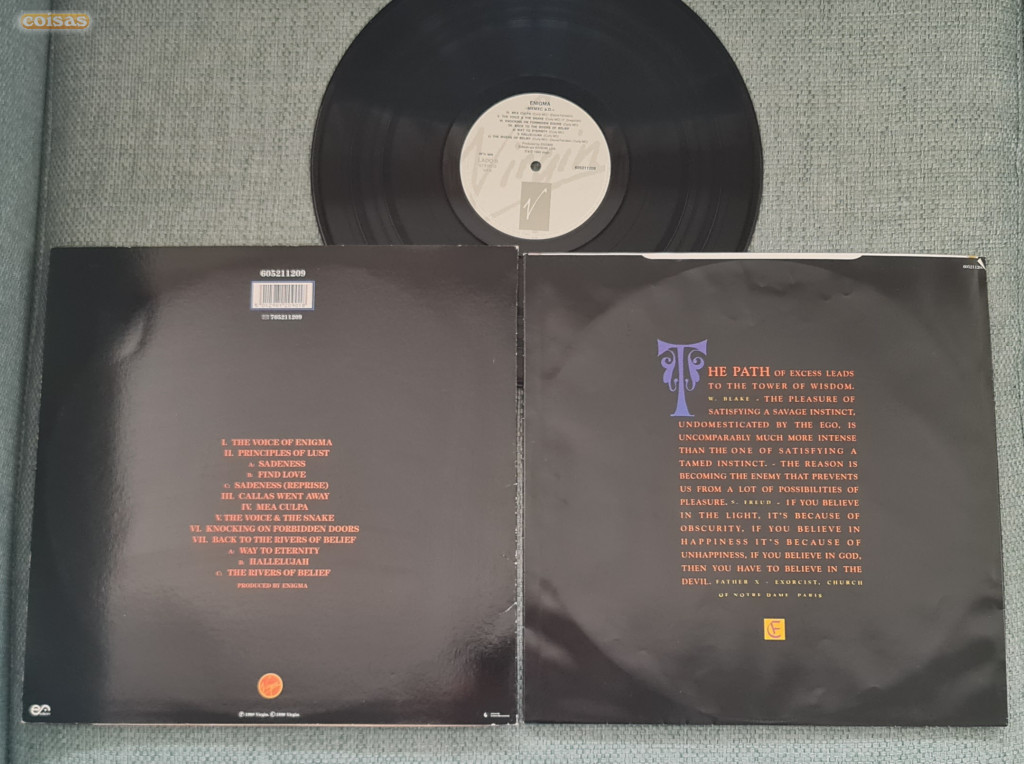 coisas
ENIGMA
Virgin
605211209
605211209
705211209
I. THE VOICE OF ENIGMA
II. PRINCIPLES OF LUST
A: SADENESS
B: FIND LOVE
C: SADENESS (REPRISE)
III. CALLAS WENT AWAY
IV. MEA CULPA
V. THE VOICE & THE SNAKE
VI. KNOCKING ON FORBIDDEN DOORS
VII. BACK TO THE RIVERS OF BELIEF
A: WAY TO ETERNITY
B: HALLELUJAH
C: THE RIVERS OF BELIEF
PRODUCED BY ENIGMA
℗ 1990 Virgin. © 1990 Virgin.
THE PATH OF EXCESS LEADS
TO THE TOWER OF WISDOM.
W. BLAKE - THE PLEASURE OF
SATISFYING A SAVAGE INSTINCT,
UNDOMESTICATED BY THE EGO, IS
UNCOMPARABLY MUCH MORE INTENSE
THAN THE ONE OF SATISFYING A
TAMED INSTINCT. - THE REASON IS
BECOMING THE ENEMY THAT PREVENTS
US FROM A LOT OF POSSIBILITIES OF
PLEASURE. S. FREUD - IF YOU BELIEVE
IN THE LIGHT, IT'S BECAUSE OF
OBSCURITY, IF YOU BELIEVE IN
HAPPINESS IT'S BECAUSE OF
UNHAPPINESS, IF YOU BELIEVE IN GOD,
THEN YOU HAVE TO BELIEVE IN THE
DEVIL. FATHER X - EXORCIST, CHURCH
OF NOTRE DAME PARIS